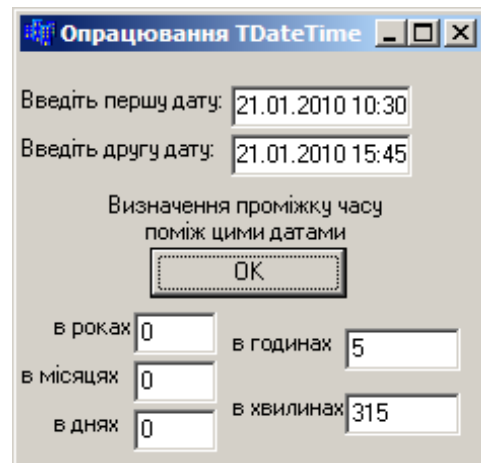 Опрацювання TDateTime
Введіть першу дату: 21.01.2010 10:30
Введіть другу дату: 21.01.2010 15:45
Визначення проміжку часу
поміж цими датами
OK
в роках 0
в годинах 5
в місяцях 0
в хвилинах 315
в днях 0